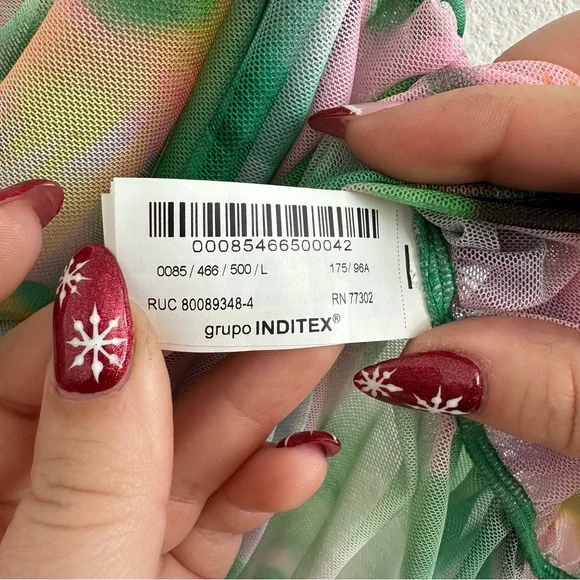 00085466500042
0085 / 466 / 500 / L 175/ 96A
RUC 80089348-4 RN 77302
grupo INDITEX®